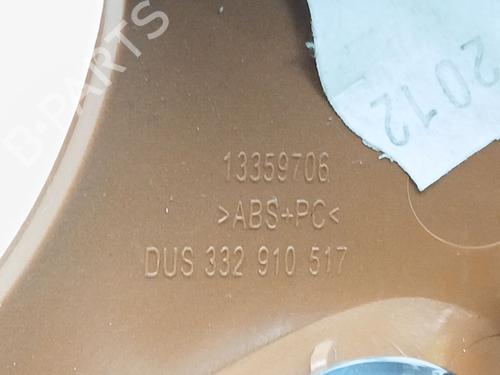 B-PARTS
2012
13359706
>ABS+PC<
DUS 332 910 517